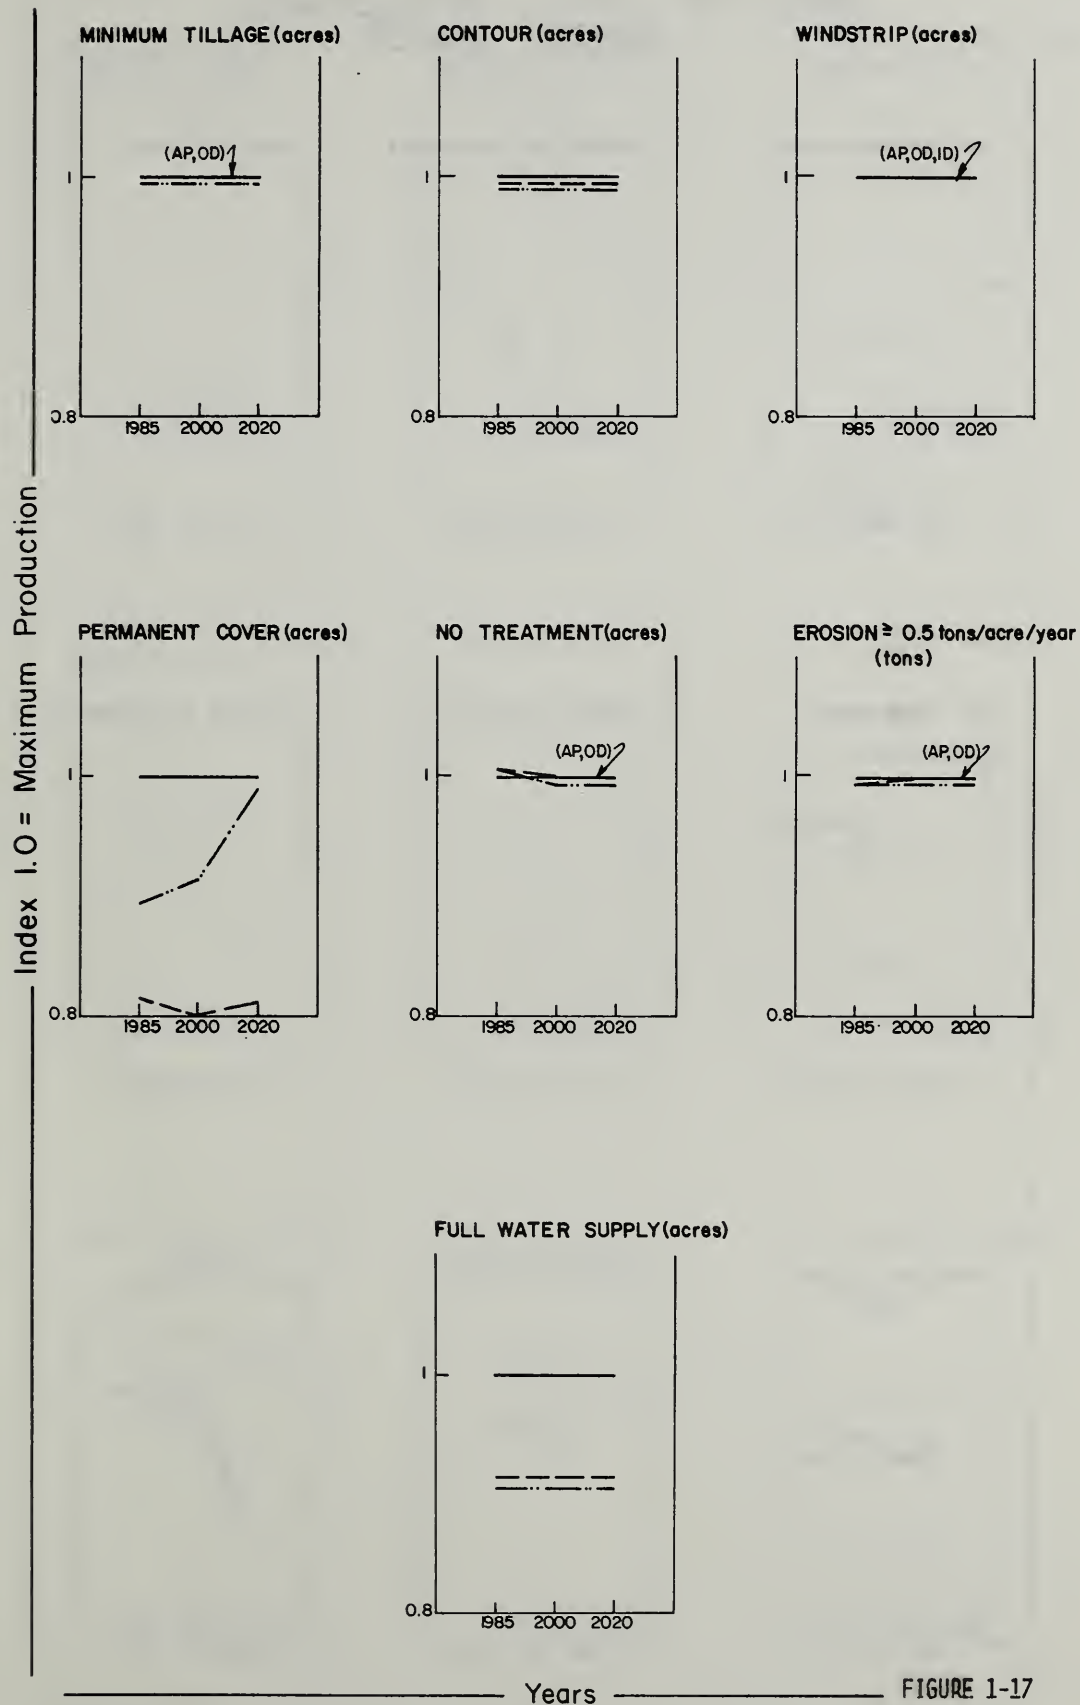 MINIMUM TILLAGE (acres)
(AP,OD)
1
0.8
1985 2000 2020
CONTOUR (acres)
1
0.8
1985 2000 2020
WINDSTRIP (acres)
(AP,OD,ID)
1
0.8
1985 2000 2020
Index 1.0 = Maximum Production
PERMANENT COVER (acres)
1
0.8
1985 2000 2020
NO TREATMENT (acres)
(AP,OD)
1
0.8
1985 2000 2020
EROSION ≥ 0.5 tons/acre/year
(tons)
(AP,OD)
1
0.8
1985 2000 2020
FULL WATER SUPPLY (acres)
1
0.8
1985 2000 2020
Years
FIGURE 1-17